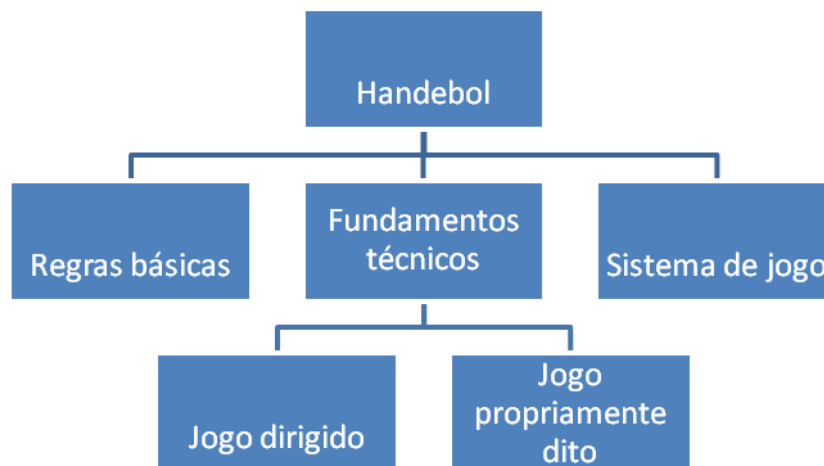 Handebol
Regras básicas
Fundamentos
técnicos
Sistema de jogo
Jogo dirigido
Jogo
propriamente
dito